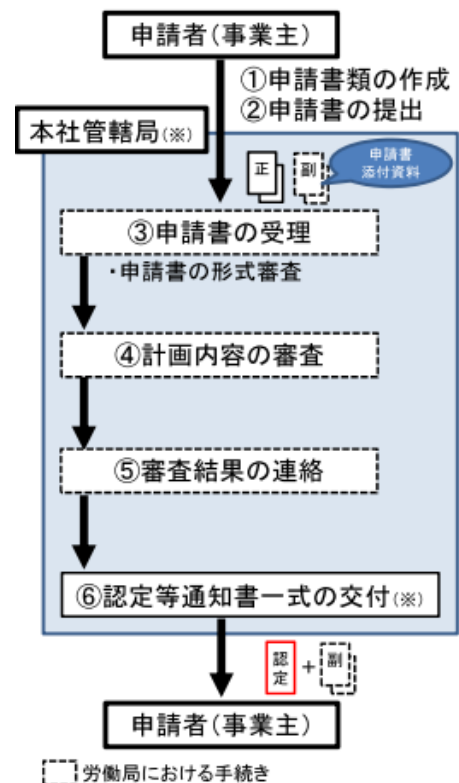 申請者(事業主)
①申請書類の作成
②申請書の提出
本社管轄局(※)
正
副
申請書
添付資料
③申請書の受理
・申請書の形式審査
④計画内容の審査
⑤審査結果の連絡
⑥認定等通知書一式の交付(※)
認定
+
副
申請者(事業主)
労働局における手続き